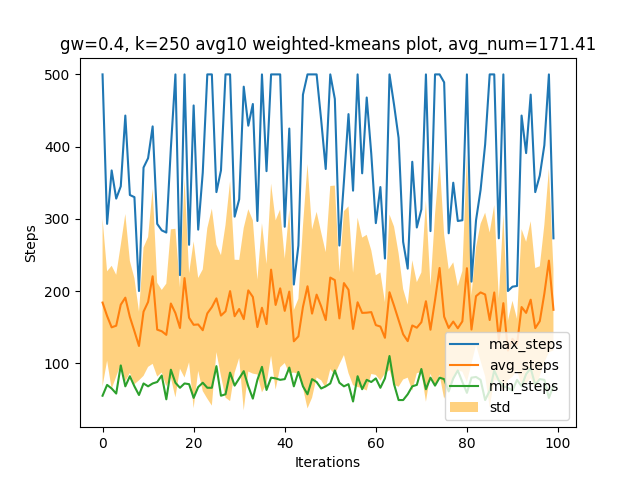 gw=0.4, k=250 avg10 weighted-kmeans plot, avg_num=171.41
500
400
300
200
100
Steps
0
20
40
60
80
100
Iterations
max_steps
avg_steps
min_steps
std